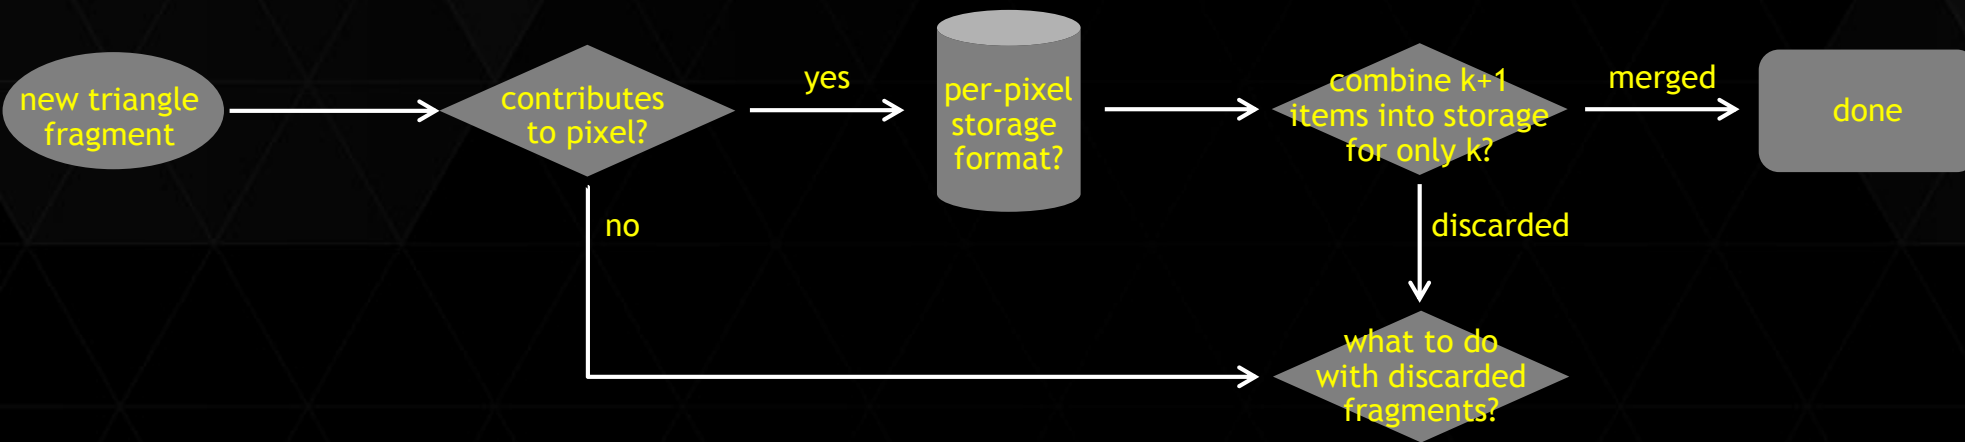 new triangle
fragment
contributes
to pixel?
yes
no
per-pixel
storage
format?
combine k+1
items into storage
for only k?
merged
done
discarded
what to do
with discarded
fragments?